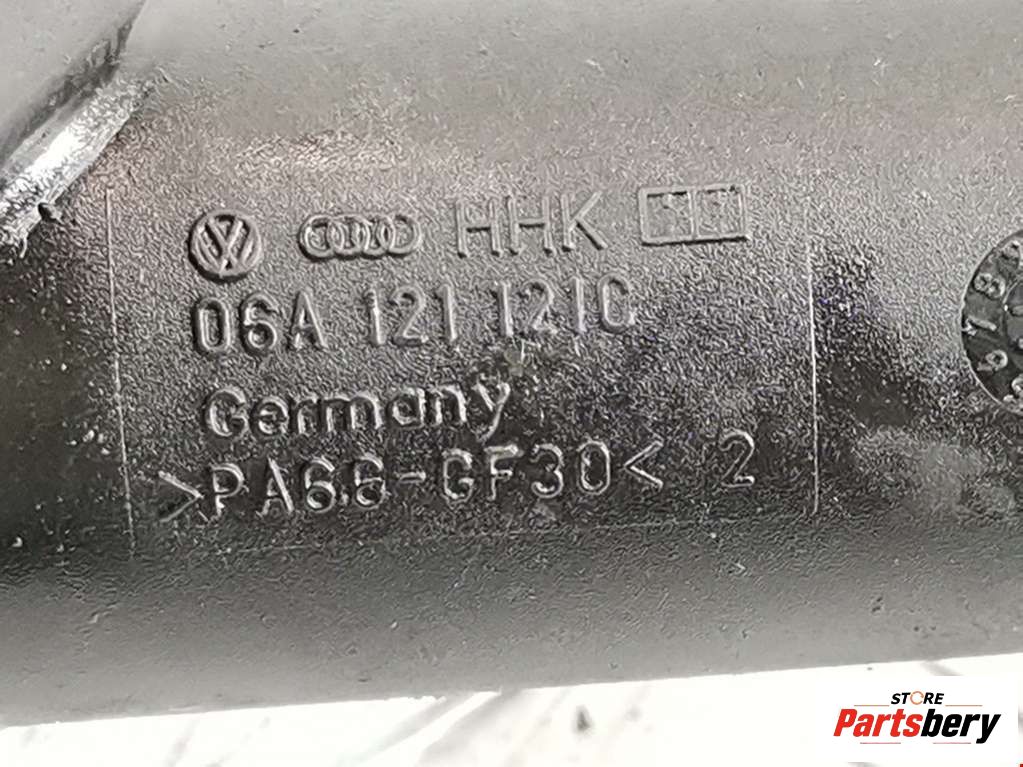 HHK
06A 121 121C
Germany
>PA66-GF30< 2
STORE
Partsbery